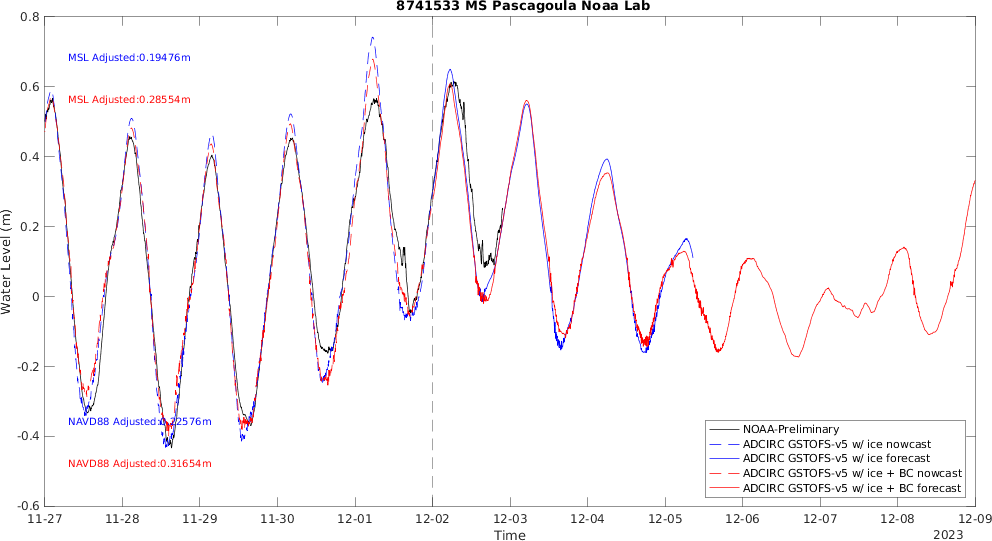 8741533 MS Pascagoula Noaa Lab
0.8
0.6
0.4
0.2
0
-0.2
-0.4
-0.6
Water Level (m)
MSL Adjusted:0.19476m
MSL Adjusted:0.28554m
NAVD88 Adjusted:0.22576m
NAVD88 Adjusted:0.31654m
NOAA-Preliminary
ADCIRC GSTOFS-v5 w/ ice nowcast
ADCIRC GSTOFS-v5 w/ ice forecast
ADCIRC GSTOFS-v5 w/ ice + BC nowcast
ADCIRC GSTOFS-v5 w/ ice + BC forecast
11-27 11-28 11-29 11-30 12-01 12-02 12-03 12-04 12-05 12-06 12-07 12-08 12-09
Time
2023